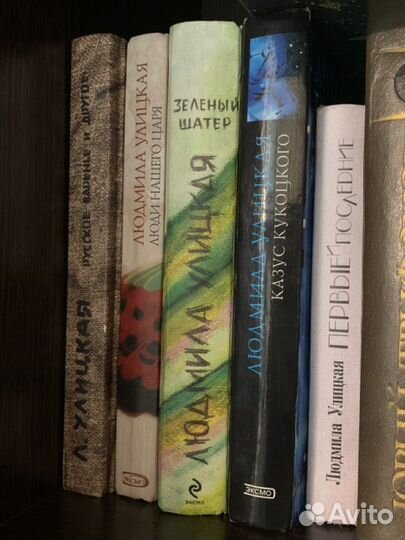 Л. УЛИЦКАЯ
РУССКОЕ ВАРЕНЬЕ И ДРУГОЕ
ЛЮДМИЛА УЛИЦКАЯ
ЛЮДИ НАШЕГО ЦАРЯ
ЭКСМО
ЗЕЛЕНЫЙ
ШАТЕР
ЛЮДМИЛА УЛИЦКАЯ
ЭКСМО
ЛЮДМИЛА УЛИЦКАЯ
КАЗУС КУКОЦКОГО
ЭКСМО
Людмила Улицкая ПЕРВЫЕ И ПОСЛЕДНИЕ
Avito